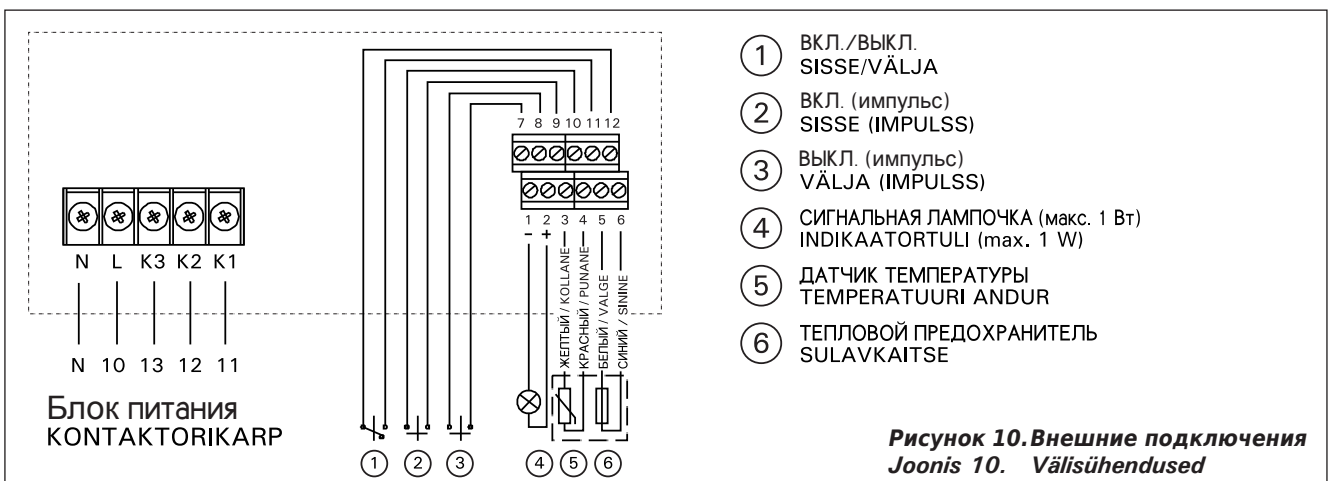 7 8 9 10 11 12
1 2 3 4 5 6
- +
ЖЕЛТЫЙ / KOLLANE
КРАСНЫЙ / PUNANE
БЕЛЫЙ / VALGE
СИНИЙ / SININE
N L K3 K2 K1
N 10 13 12 11
Блок питания
KONTAKTORIKARP
1 2 3 4 5 6
1 ВКЛ./ВЫКЛ.
SISSE/VÄLJA
2 ВКЛ. (импульс)
SISSE (IMPULSS)
3 ВЫКЛ. (импульс)
VÄLJA (IMPULSS)
4 СИГНАЛЬНАЯ ЛАМПОЧКА (макс. 1 Вт)
INDIKAATORTULI (max. 1 W)
5 ДАТЧИК ТЕМПЕРАТУРЫ
TEMPERATUURI ANDUR
6 ТЕПЛОВОЙ ПРЕДОХРАНИТЕЛЬ
SULAVKAITSE
Рисунок 10. Внешние подключения
Joonis 10. Välisühendused